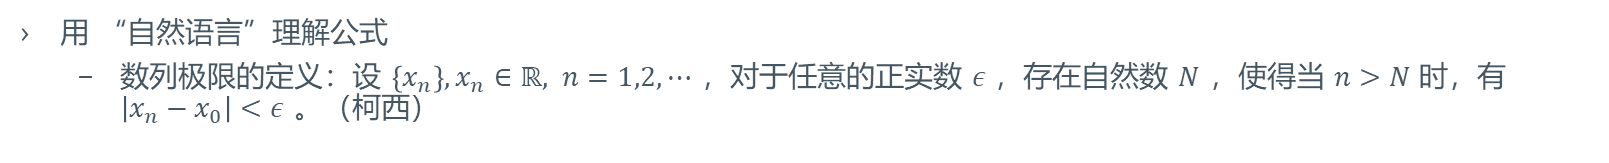 › 用 “自然语言”理解公式
– 数列极限的定义：设 {xₙ}, xₙ ∈ ℝ, n = 1,2,⋯ ，对于任意的正实数 ϵ ，存在自然数 N ，使得当 n > N 时，有
|xₙ − x₀| < ϵ 。（柯西）